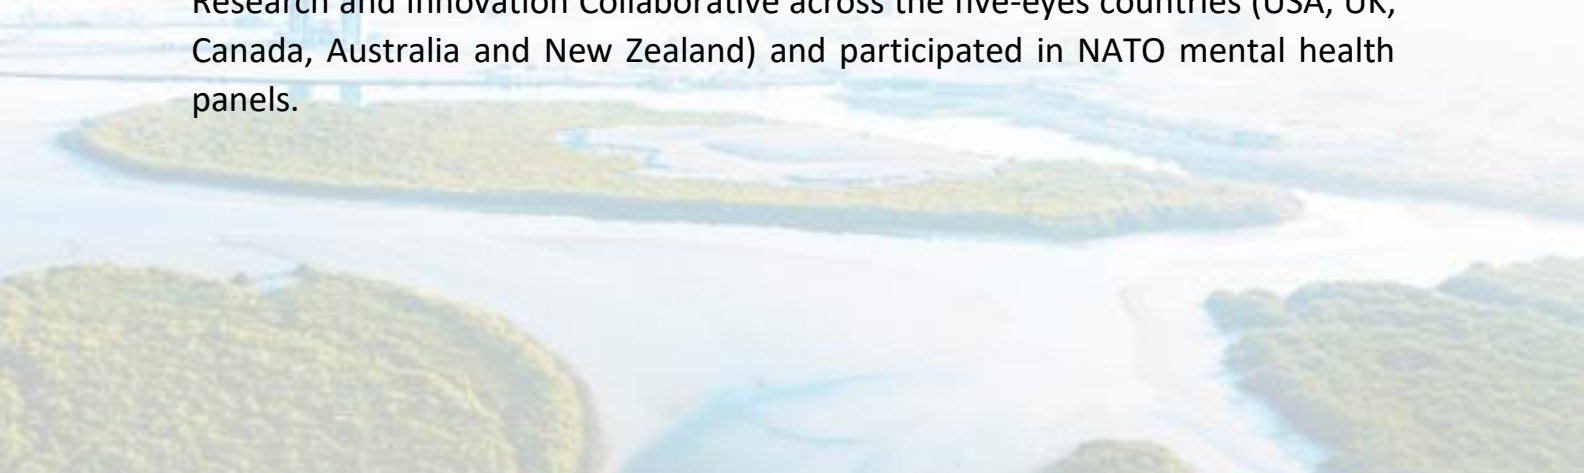 Research and Innovation Collaborative across the five-eyes countries (USA, UK,
Canada, Australia and New Zealand) and participated in NATO mental health
panels.